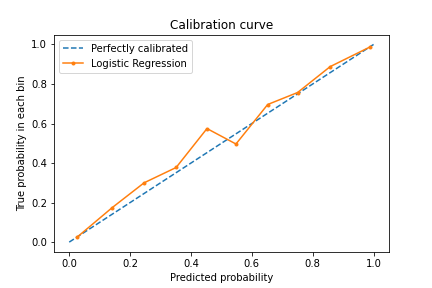 Calibration curve
Perfectly calibrated
Logistic Regression
True probability in each bin
1.0
0.8
0.6
0.4
0.2
0.0
0.0 0.2 0.4 0.6 0.8 1.0
Predicted probability